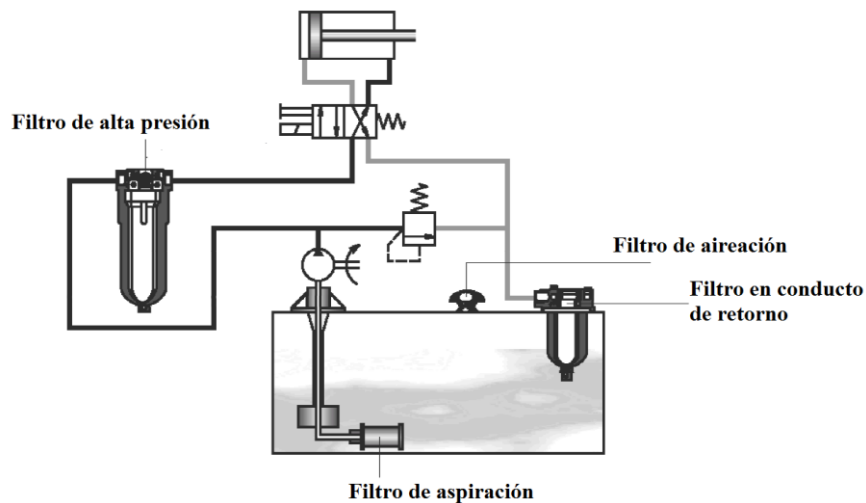 Filtro de alta presión
Filtro de aireación
Filtro en conducto
de retorno
Filtro de aspiración